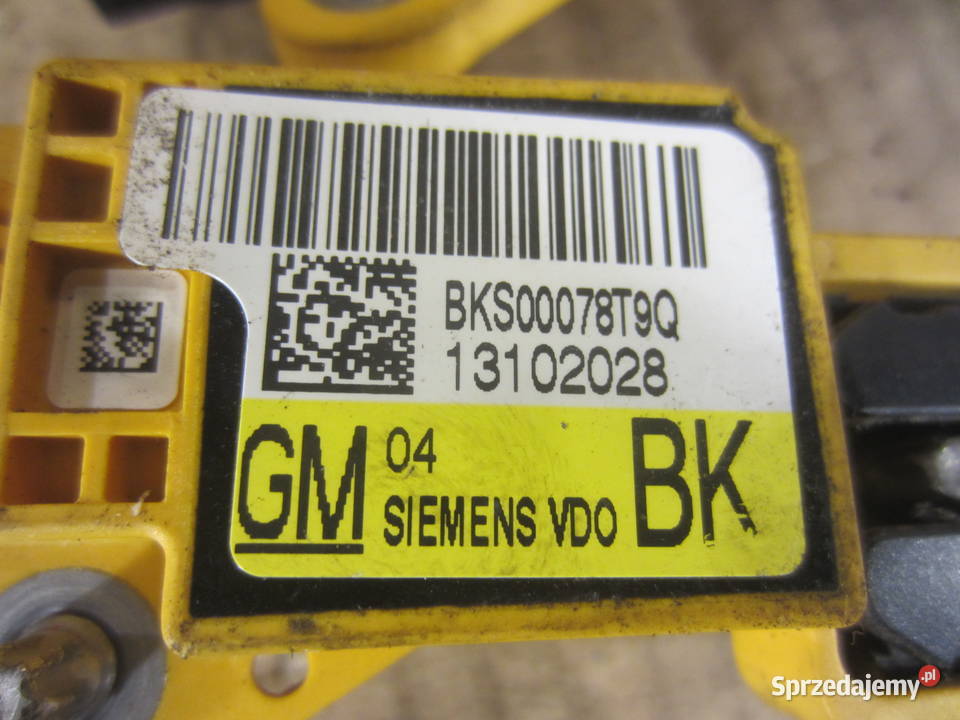 BKS00078T9Q
13102028
GM 04
SIEMENS VDO BK
Sprzedajemy.pl